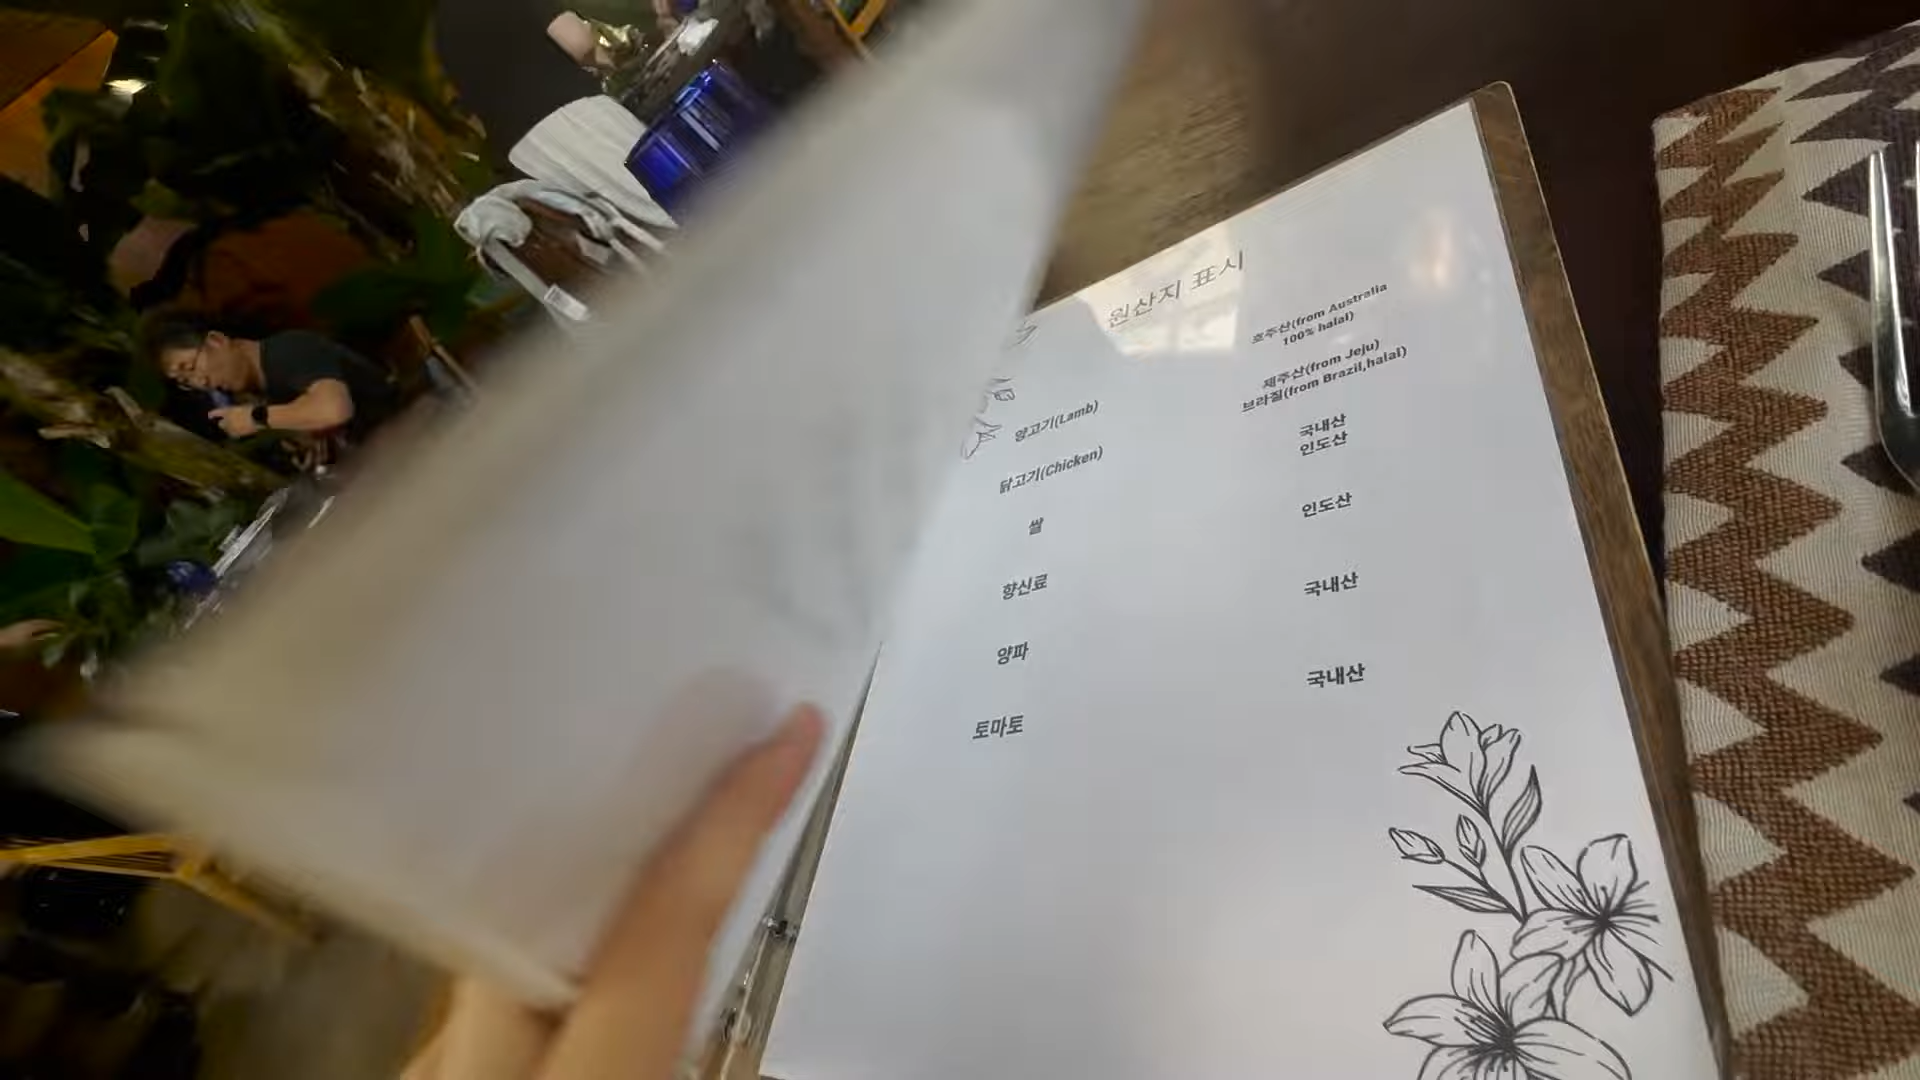 원산지 표시
양고기(Lamb)
호주산(from Australia
100% halal)
닭고기(Chicken)
제주산(from Jeju)
브라질(from Brazil,halal)
쌀
국내산
인도산
향신료
인도산
양파
국내산
토마토
국내산